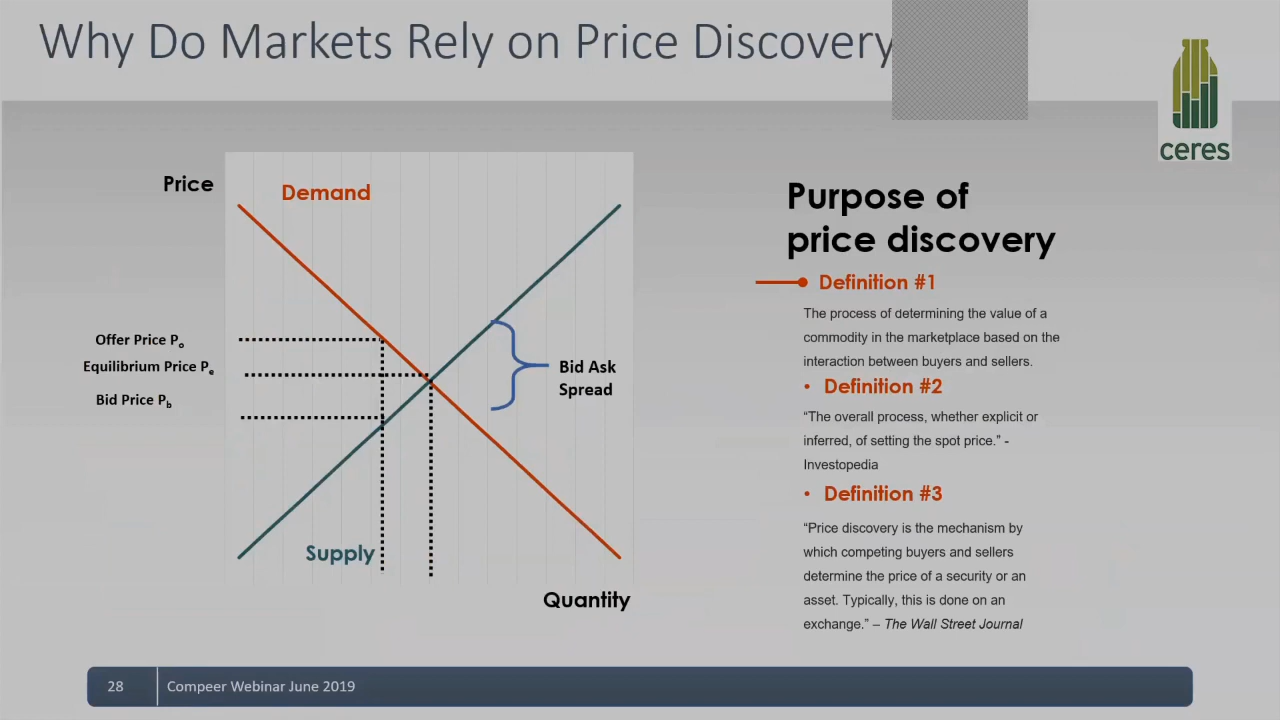 Why Do Markets Rely on Price Discovery
ceres
Price
Demand
Offer Price Po
Equilibrium Price Pe
Bid Price Pb
Bid Ask
Spread
Supply
Quantity
Purpose of
price discovery
Definition #1
The process of determining the value of a
commodity in the marketplace based on the
interaction between buyers and sellers.
• Definition #2
“The overall process, whether explicit or
inferred, of setting the spot price.” -
Investopedia
• Definition #3
“Price discovery is the mechanism by
which competing buyers and sellers
determine the price of a security or an
asset. Typically, this is done on an
exchange.” – The Wall Street Journal
28
Compeer Webinar June 2019